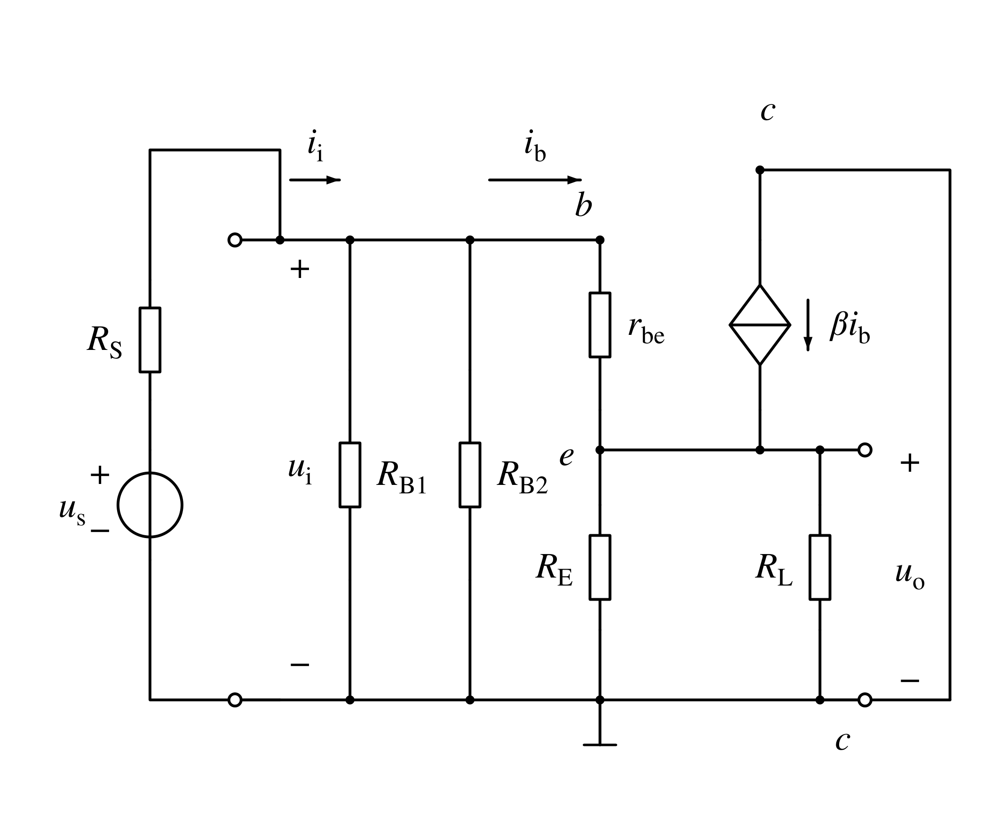 c
i_i
i_b
b
+
R_S
r_be
βi_b
e
+
+
u_i
R_B1
R_B2
u_s
−
R_E
R_L
u_o
−
−
c